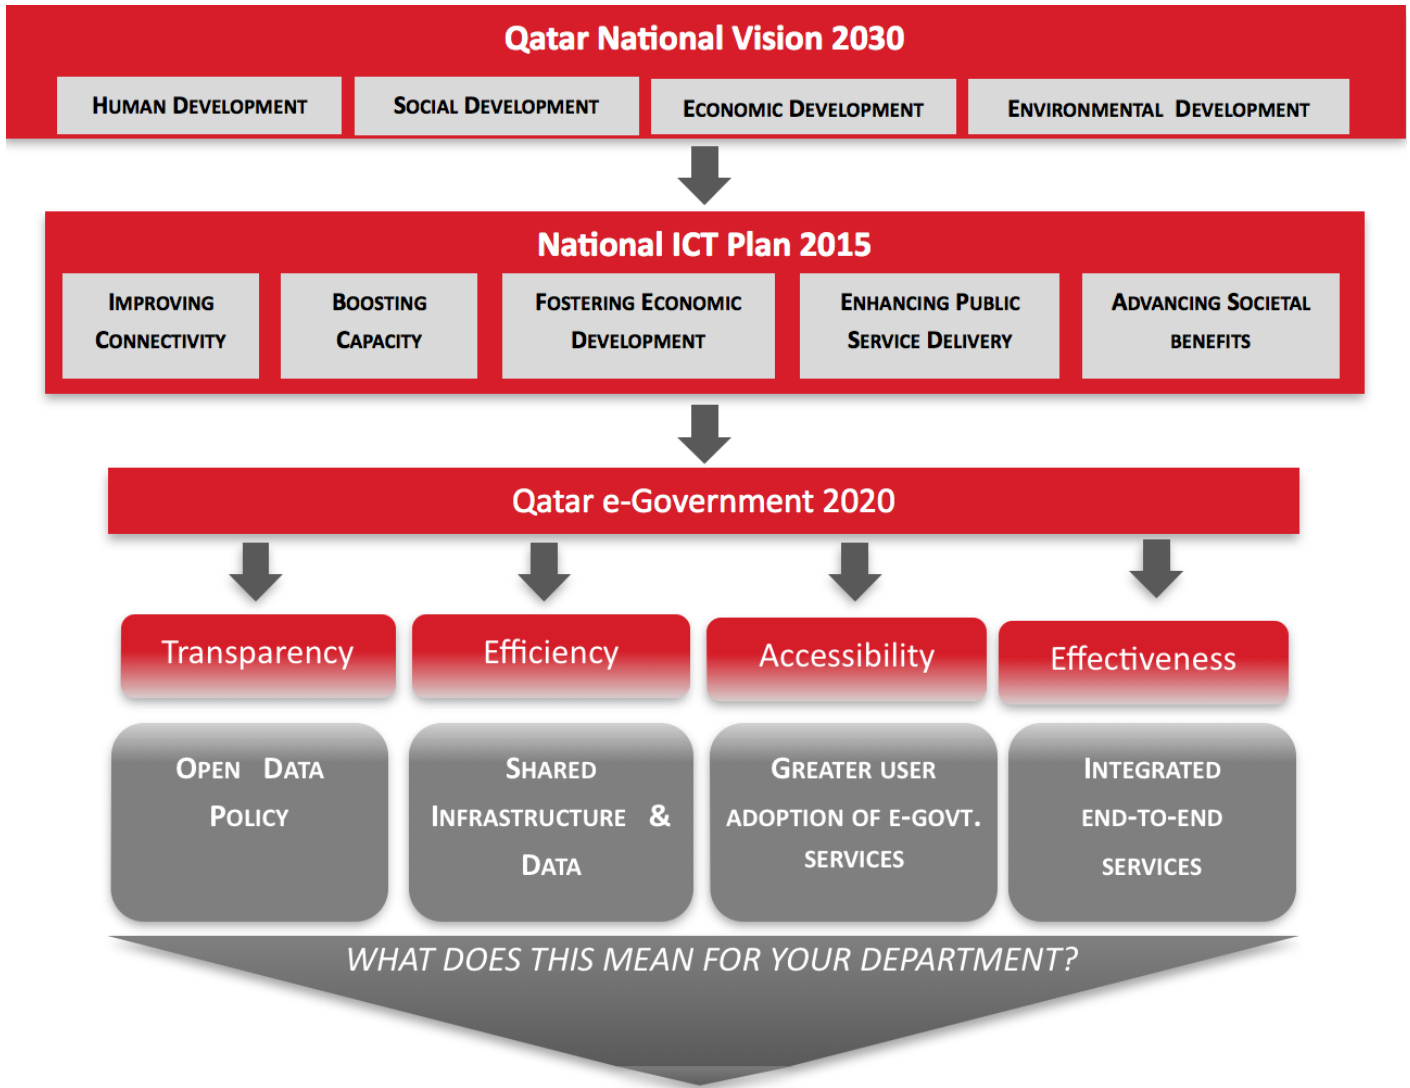 Qatar National Vision 2030
HUMAN DEVELOPMENT
SOCIAL DEVELOPMENT
ECONOMIC DEVELOPMENT
ENVIRONMENTAL DEVELOPMENT
National ICT Plan 2015
IMPROVING
CONNECTIVITY
BOOSTING
CAPACITY
FOSTERING ECONOMIC
DEVELOPMENT
ENHANCING PUBLIC
SERVICE DELIVERY
ADVANCING SOCIETAL
BENEFITS
Qatar e-Government 2020
Transparency
Efficiency
Accessibility
Effectiveness
OPEN DATA
POLICY
SHARED
INFRASTRUCTURE &
DATA
GREATER USER
ADOPTION OF E-GOVT.
SERVICES
INTEGRATED
END-TO-END
SERVICES
WHAT DOES THIS MEAN FOR YOUR DEPARTMENT?